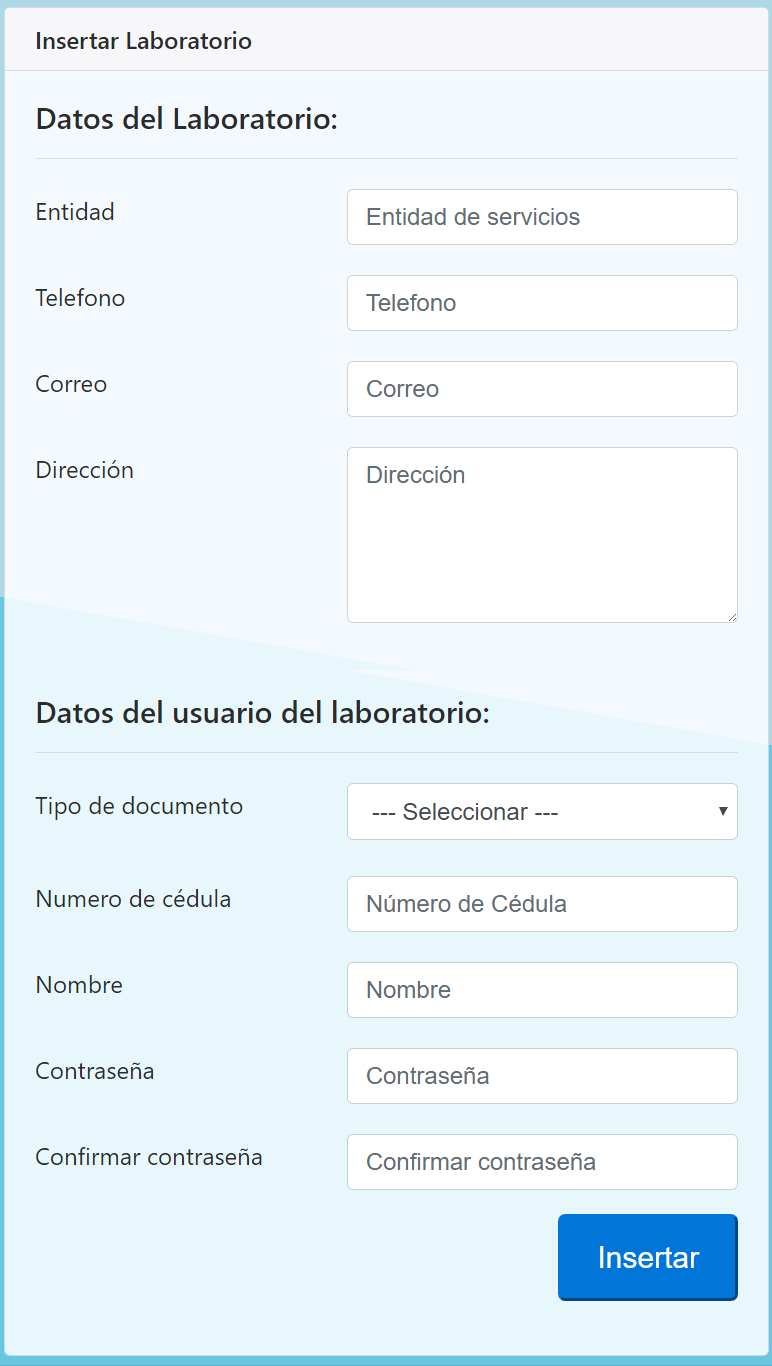 Insertar Laboratorio
Datos del Laboratorio:
Entidad
Entidad de servicios
Telefono
Telefono
Correo
Correo
Dirección
Dirección
Datos del usuario del laboratorio:
Tipo de documento
--- Seleccionar ---
Numero de cédula
Número de Cédula
Nombre
Nombre
Contraseña
Contraseña
Confirmar contraseña
Confirmar contraseña
Insertar